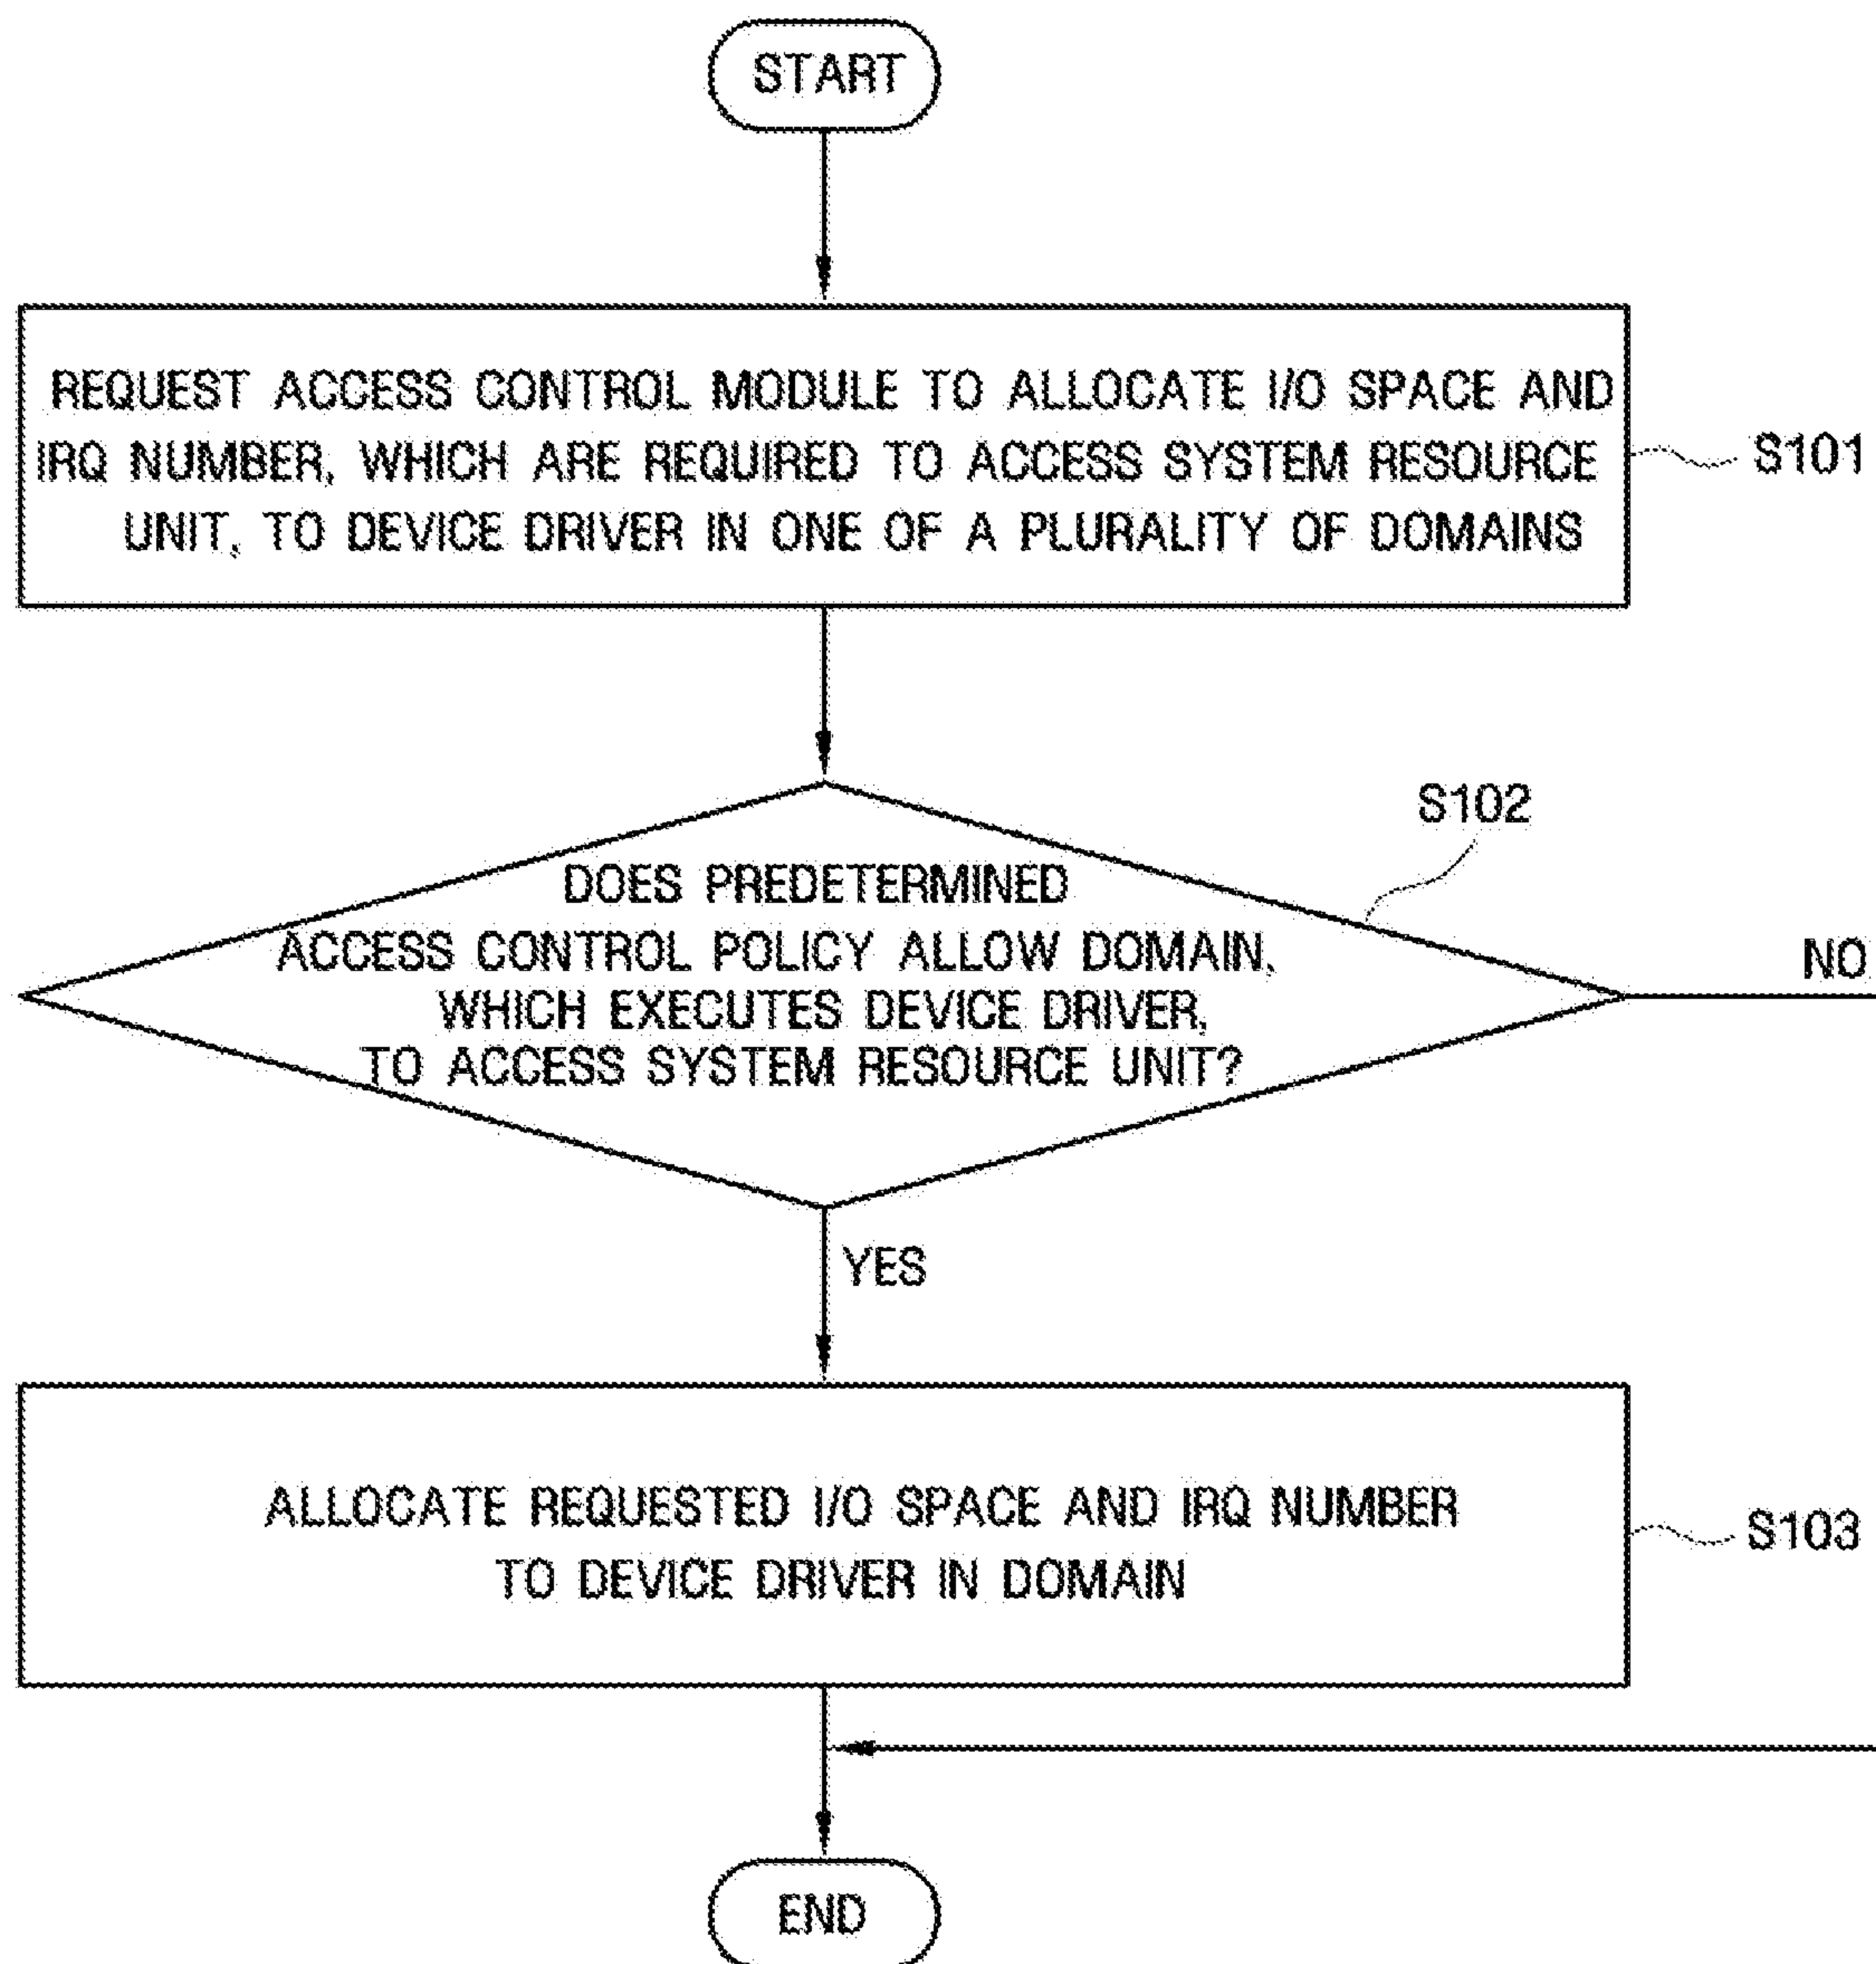 START
REQUEST ACCESS CONTROL MODULE TO ALLOCATE I/O SPACE AND
IRQ NUMBER, WHICH ARE REQUIRED TO ACCESS SYSTEM RESOURCE
UNIT, TO DEVICE DRIVER IN ONE OF A PLURALITY OF DOMAINS
S101
S102
DOES PREDETERMINED
ACCESS CONTROL POLICY ALLOW DOMAIN,
WHICH EXECUTES DEVICE DRIVER,
TO ACCESS SYSTEM RESOURCE UNIT?
NO
YES
ALLOCATE REQUESTED I/O SPACE AND IRQ NUMBER
TO DEVICE DRIVER IN DOMAIN
S103
END